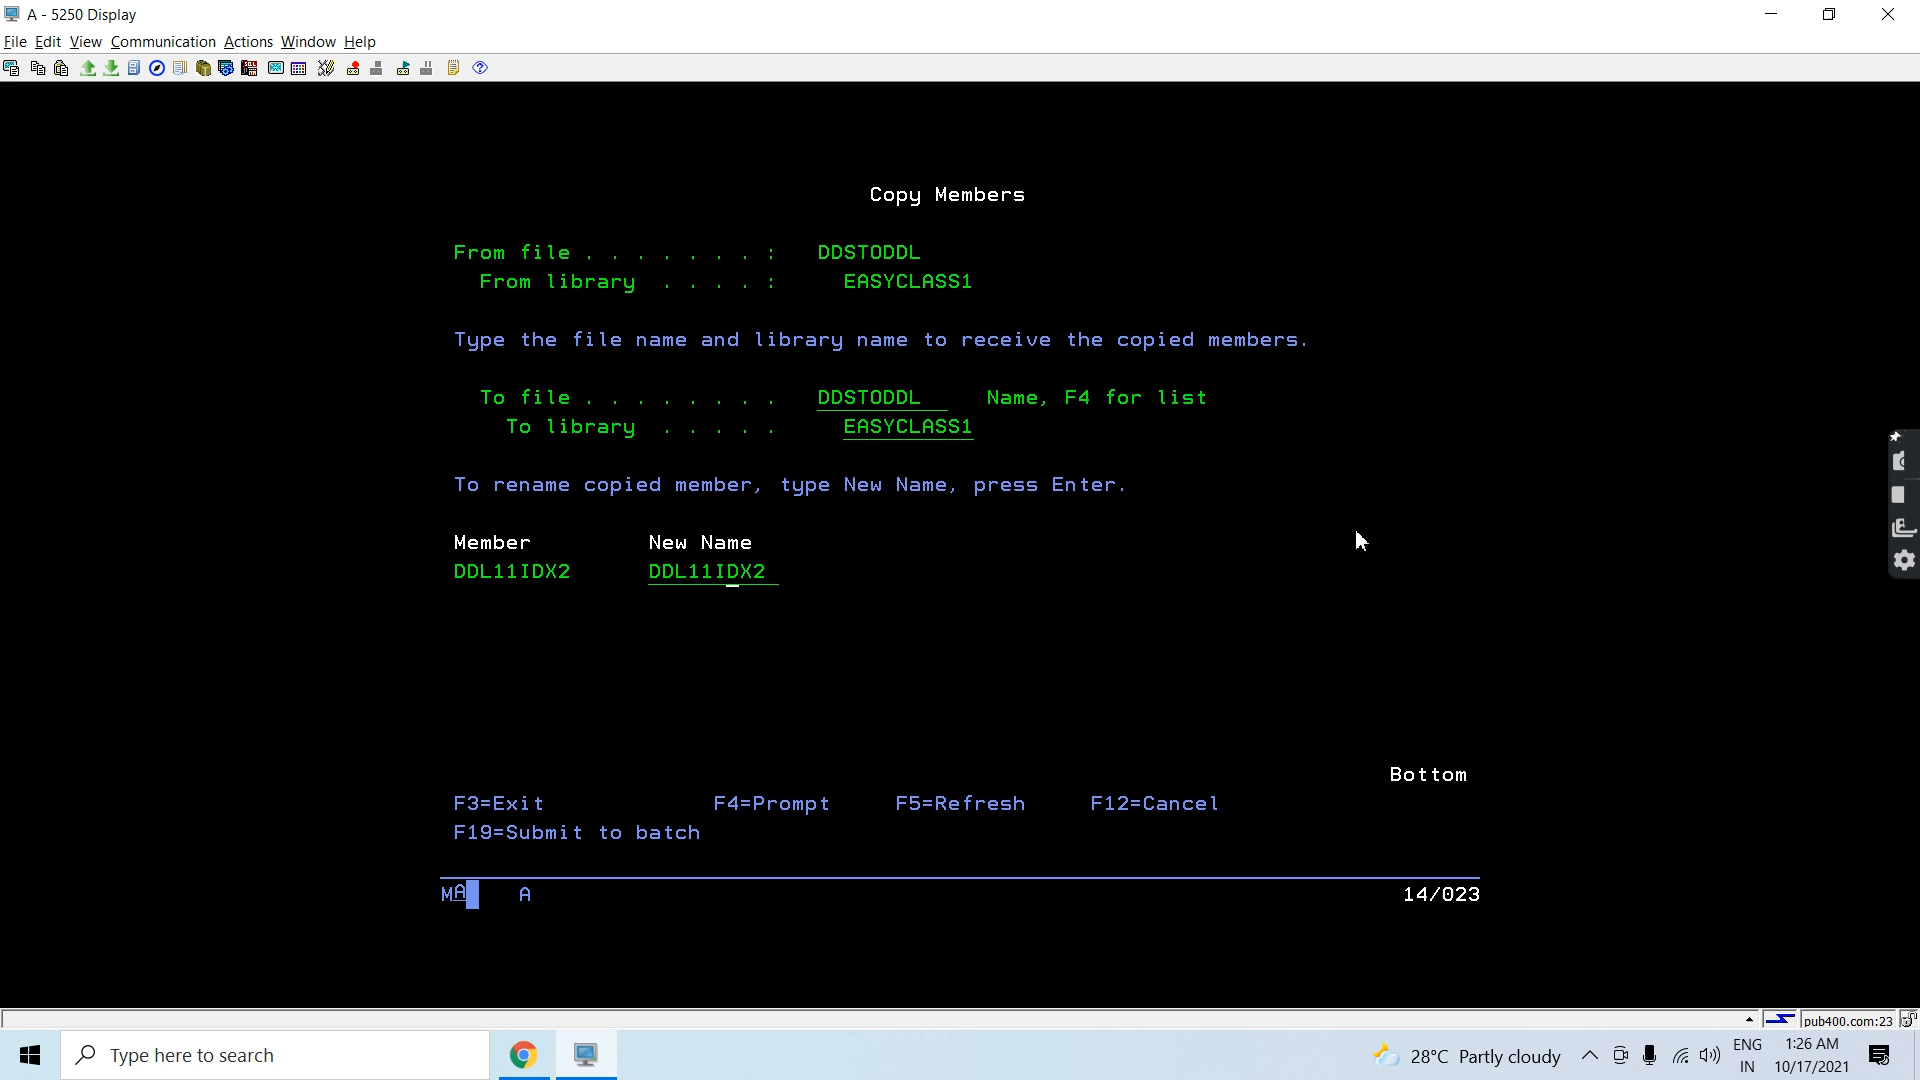 A - 5250 Display
File Edit View Communication Actions Window Help
Copy Members
From file . . . . . . . : DDSTODDL
From library . . . . : EASYCLASS1
Type the file name and library name to receive the copied members.
To file . . . . . . . . DDSTODDL Name, F4 for list
To library . . . . . EASYCLASS1
To rename copied member, type New Name, press Enter.
Member New Name
DDL11IDX2 DDL11IDX2
Bottom
F3=Exit F4=Prompt F5=Refresh F12=Cancel
F19=Submit to batch
MA A 14/023
pub400.com:23
Type here to search
28°C Partly cloudy
ENG
IN
1:26 AM
10/17/2021